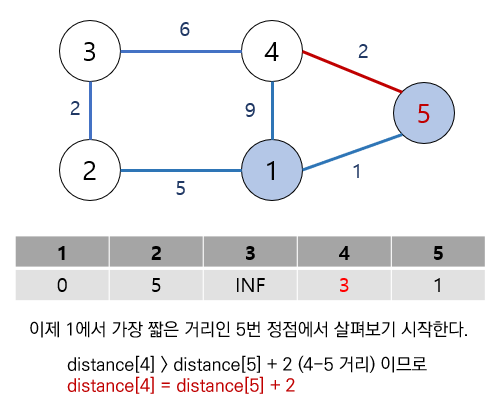 6
3
4
2
2
9
5
2
5
1
1
1 2 3 4 5
0 5 INF 3 1
이제 1에서 가장 짧은 거리인 5번 정점에서 살펴보기 시작한다.
distance[4] > distance[5] + 2 (4-5 거리) 이므로
distance[4] = distance[5] + 2